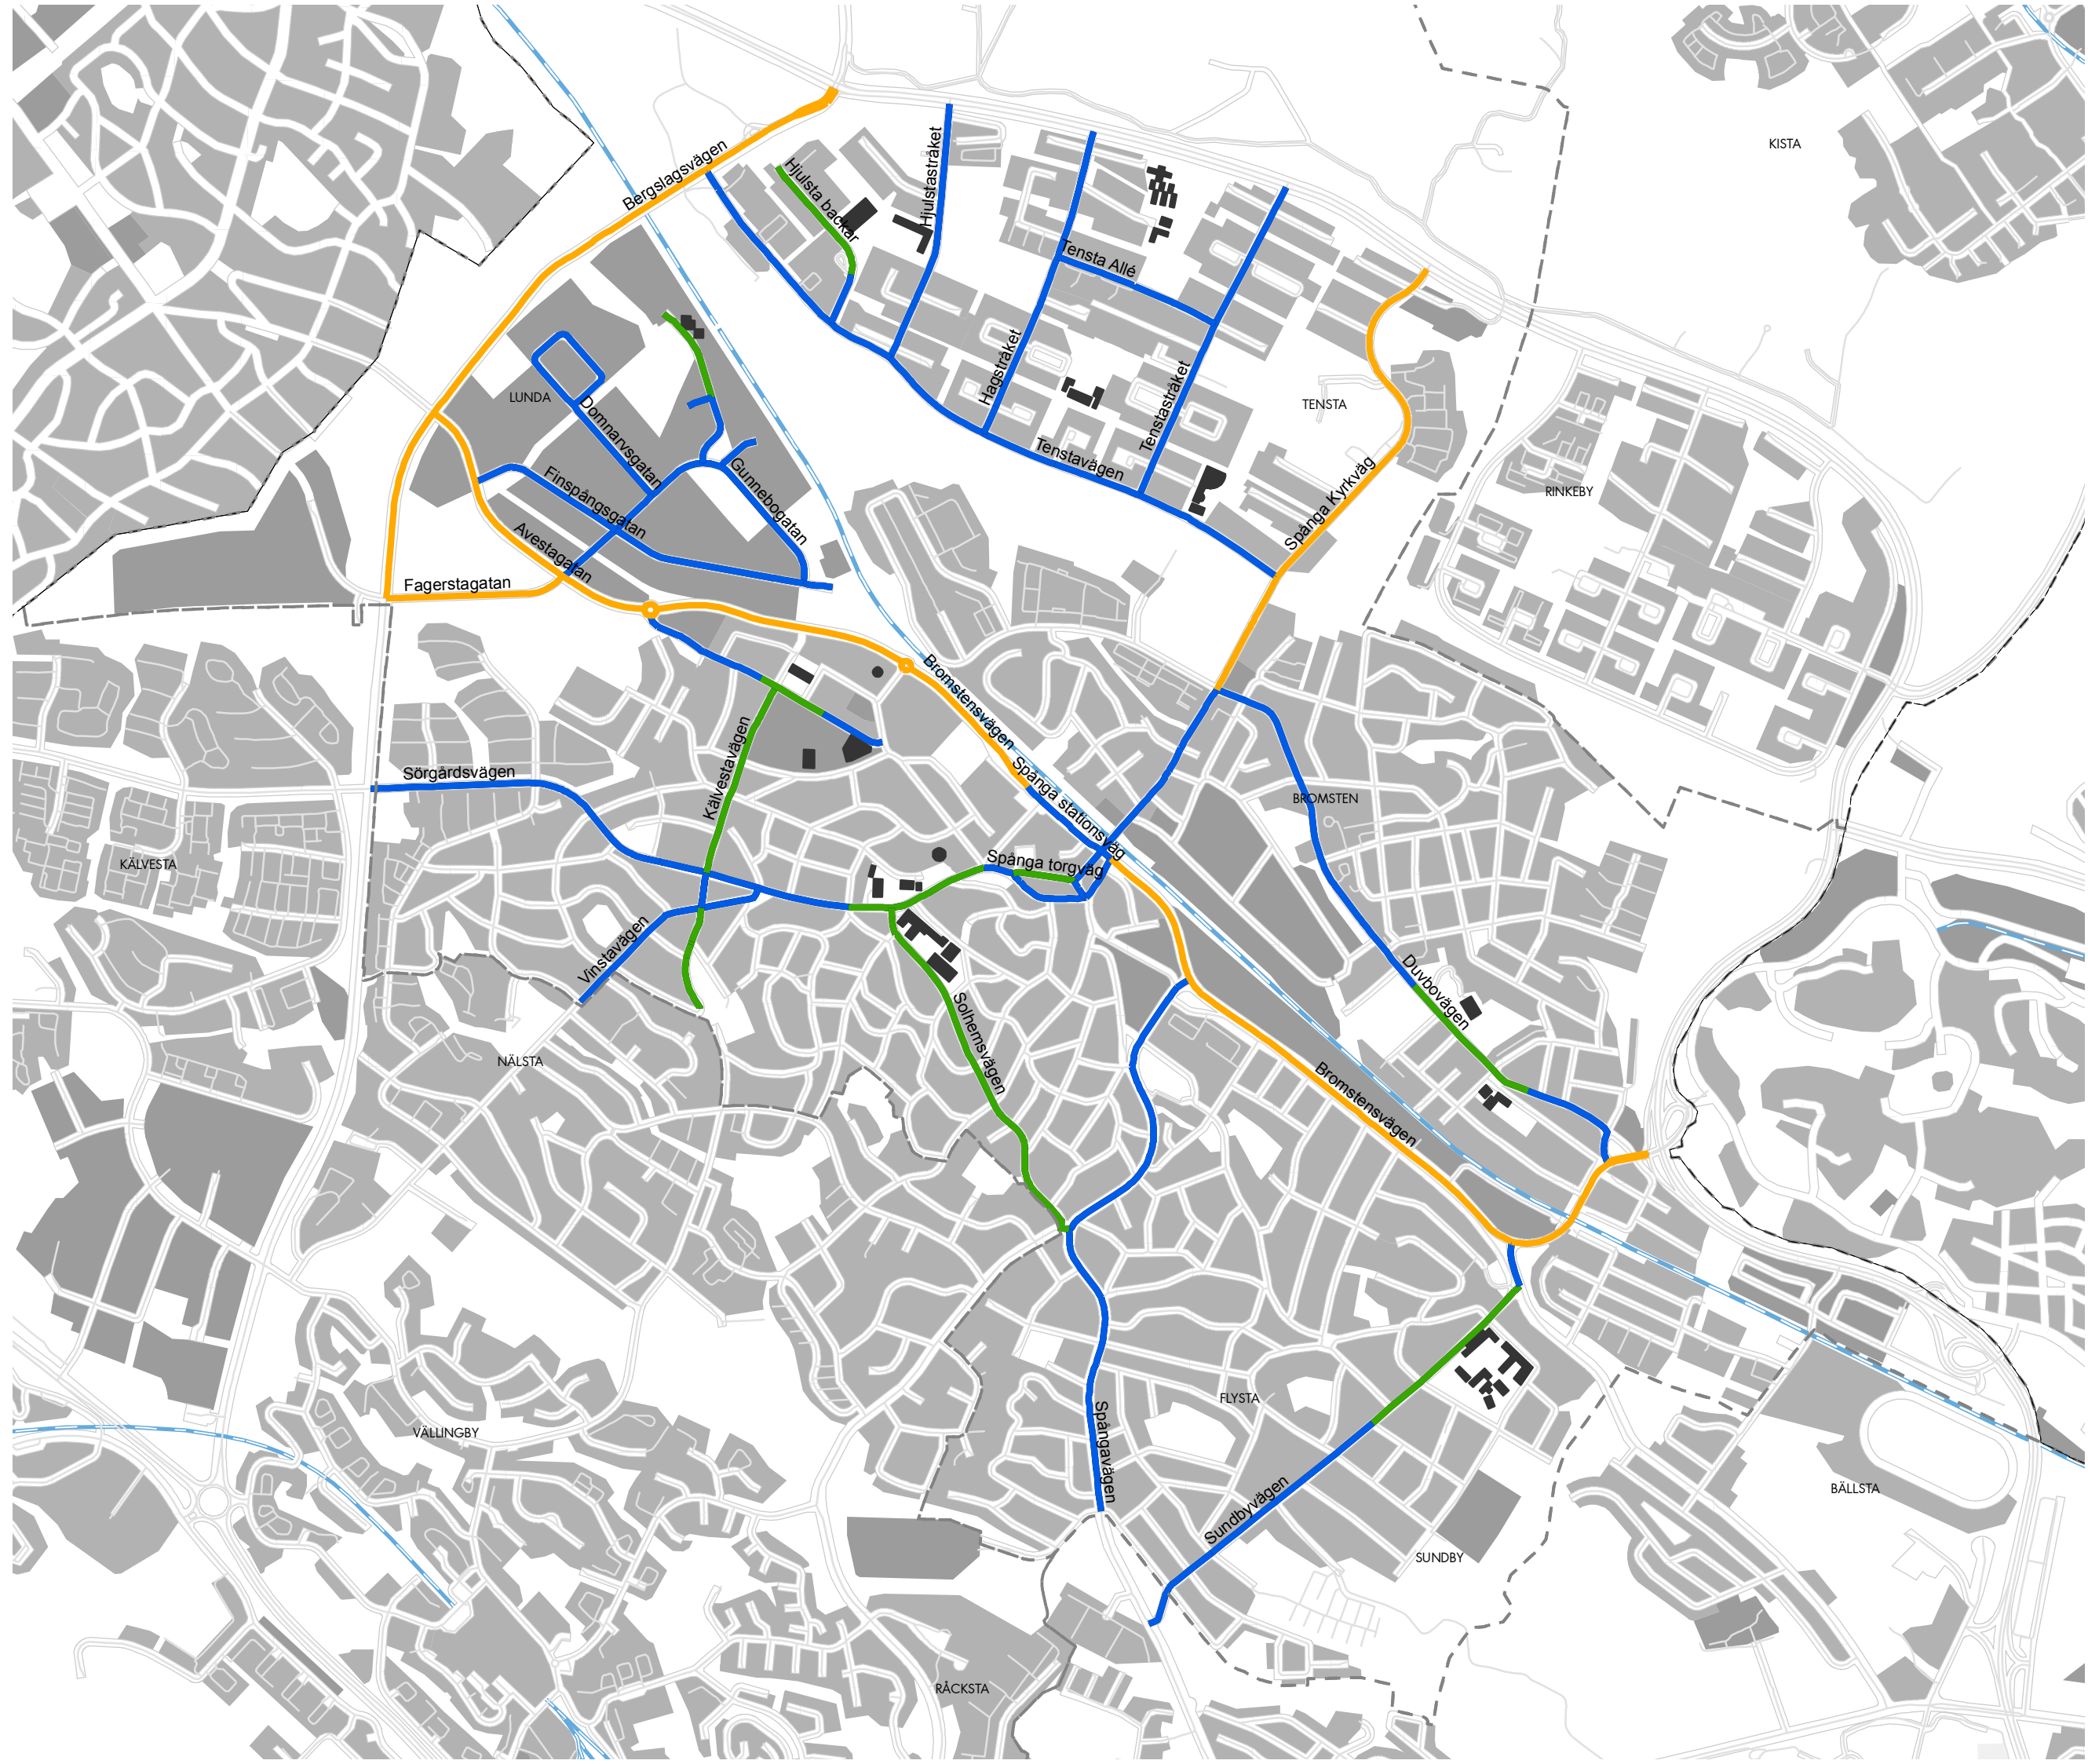 KISTA
Bergslagsvägen
Hjulsta backar
Hjulstastråket
Tensta Allé
Hagstråket
Tenstastråket
TENSTA
LUNDA
Domnarvsgatan
Finspångsgatan
Gunnebogatan
Tenstavägen
Spånga Kyrkväg
RINKEBY
Avestagatan
Fagerstagatan
Bromstensvägen
Kälvestavägen
Sörgårdsvägen
Spånga stationsväg
BROMSTEN
KÄLVESTA
Spånga torgväg
Vinstavägen
Duvbovägen
Solhemsvägen
NÄLSTA
Bromstensvägen
FLYSTA
VÄLLINGBY
Spångavägen
Sundbyvägen
BÄLLSTA
SUNDBY
RÅCKSTA